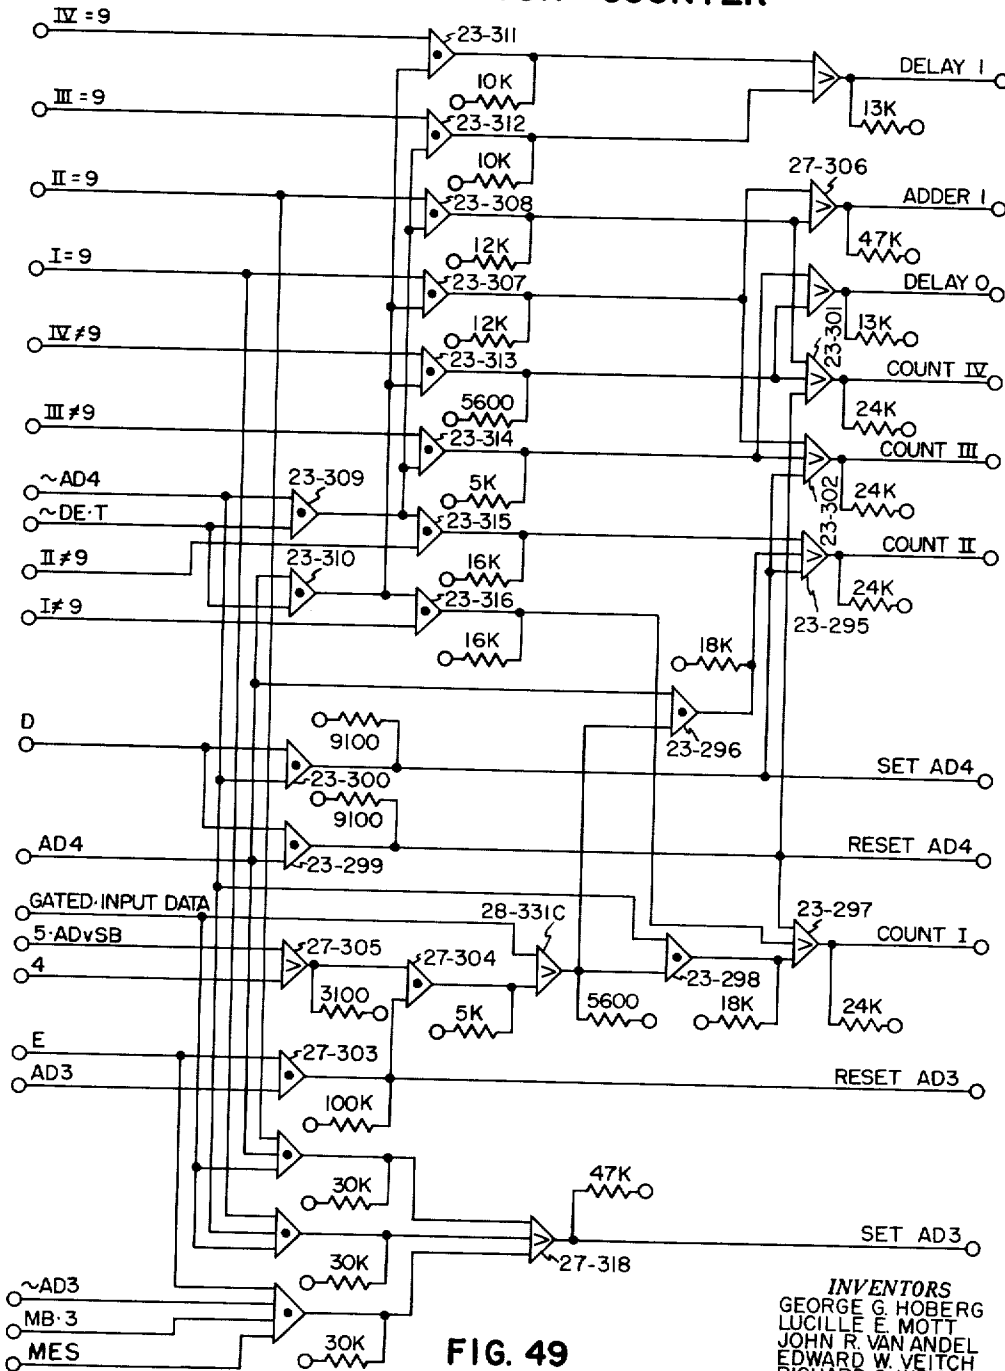 COUNTER
IV = 9
23-311
10K
DELAY 1
13K
III = 9
23-312
10K
27-306
II = 9
23-308
ADDER 1
12K
47K
I = 9
23-307
DELAY 0
12K
13K
23-301
IV ≠ 9
23-313
COUNT IV
5600
24K
III ≠ 9
23-314
COUNT III
~AD4
23-309
5K
23-302
24K
~DE·T
23-315
II ≠ 9
23-310
16K
COUNT II
I ≠ 9
23-316
24K
16K
18K
23-295
D
9100
23-296
23-300
SET AD4
9100
AD4
RESET AD4
23-299
GATED·INPUT DATA
28-331C
23-297
5·ADvSB
27-305
27-304
COUNT I
4
23-298
3100
5K
5600
18K
24K
E
27-303
AD3
RESET AD3
100K
30K
47K
SET AD3
30K
27-318
~AD3
MB·3
MES
30K
FIG. 49
INVENTORS
GEORGE G. HOBERG
LUCILLE E. MOTT
JOHN R. VAN ANDEL
EDWARD W. VEITCH